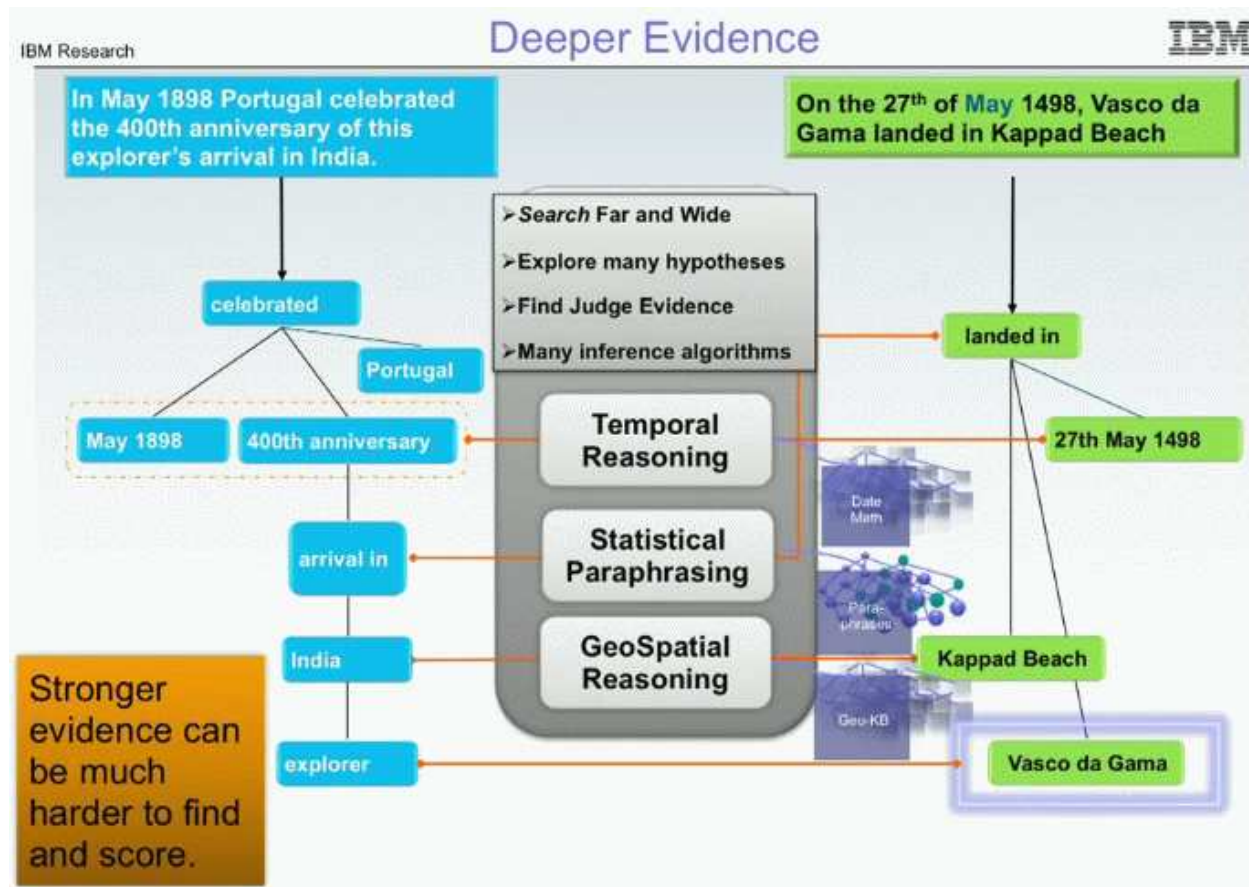 IBM Research
Deeper Evidence
IBM
In May 1898 Portugal celebrated
the 400th anniversary of this
explorer's arrival in India.
On the 27th of May 1498, Vasco da
Gama landed in Kappad Beach
➢Search Far and Wide
➢Explore many hypotheses
➢Find Judge Evidence
➢Many inference algorithms
celebrated
Portugal
May 1898
400th anniversary
arrival in
India
explorer
Temporal
Reasoning
Statistical
Paraphrasing
GeoSpatial
Reasoning
Date
Math
Para-
phrases
Geo-KB
landed in
27th May 1498
Kappad Beach
Vasco da Gama
Stronger
evidence can
be much
harder to find
and score.